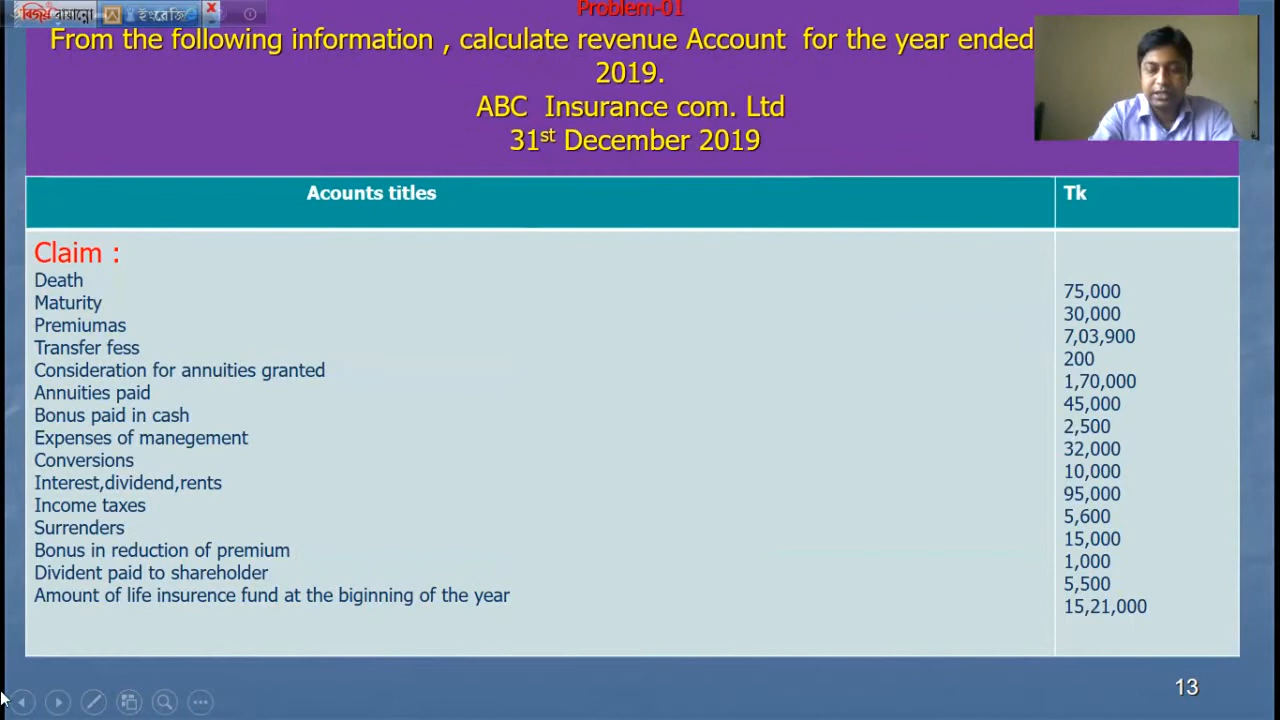 বিজয় বায়ান্নো
ইংরেজি
Problem-01
From the following information , calculate revenue Account for the year ended
2019.
ABC Insurance com. Ltd
31st December 2019
Acounts titles Tk
Claim :
Death 75,000
Maturity 30,000
Premiumas 7,03,900
Transfer fess 200
Consideration for annuities granted 1,70,000
Annuities paid 45,000
Bonus paid in cash 2,500
Expenses of manegement 32,000
Conversions 10,000
Interest,dividend,rents 95,000
Income taxes 5,600
Surrenders 15,000
Bonus in reduction of premium 1,000
Divident paid to shareholder 5,500
Amount of life insurence fund at the biginning of the year 15,21,000
13